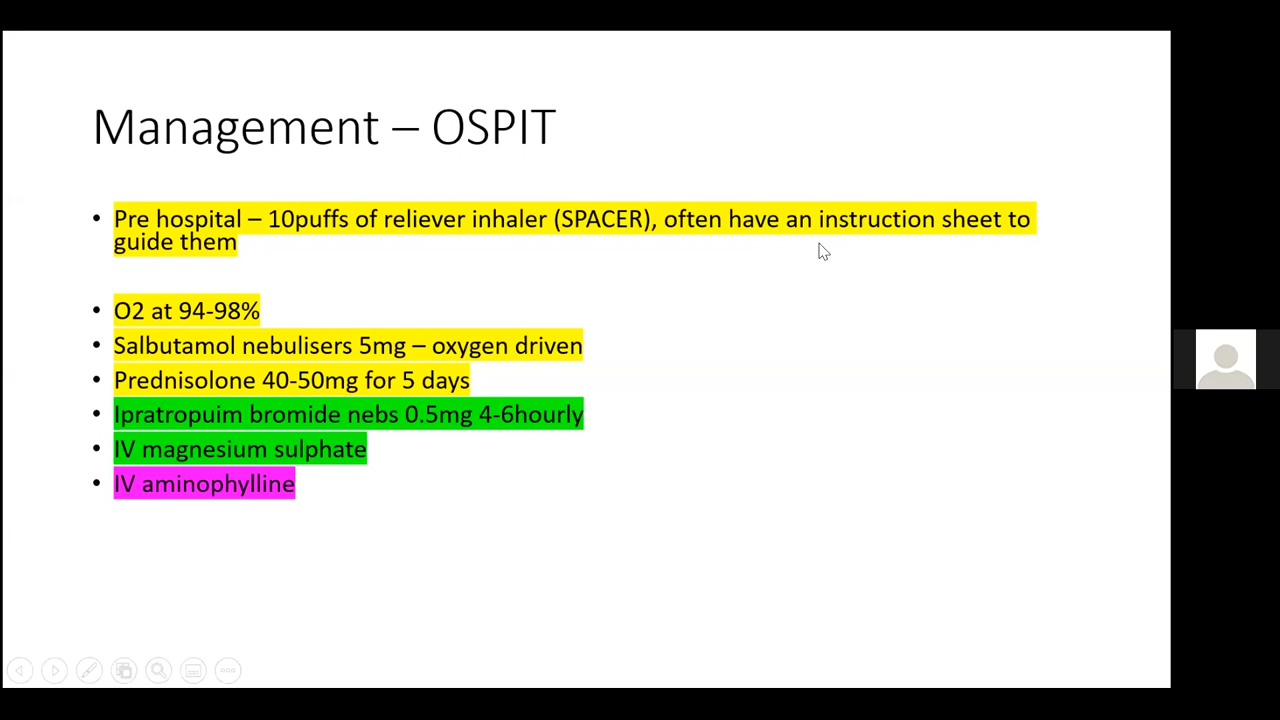 Management – OSPIT
• Pre hospital – 10puffs of reliever inhaler (SPACER), often have an instruction sheet to
guide them
• O2 at 94-98%
• Salbutamol nebulisers 5mg – oxygen driven
• Prednisolone 40-50mg for 5 days
• Ipratropuim bromide nebs 0.5mg 4-6hourly
• IV magnesium sulphate
• IV aminophylline